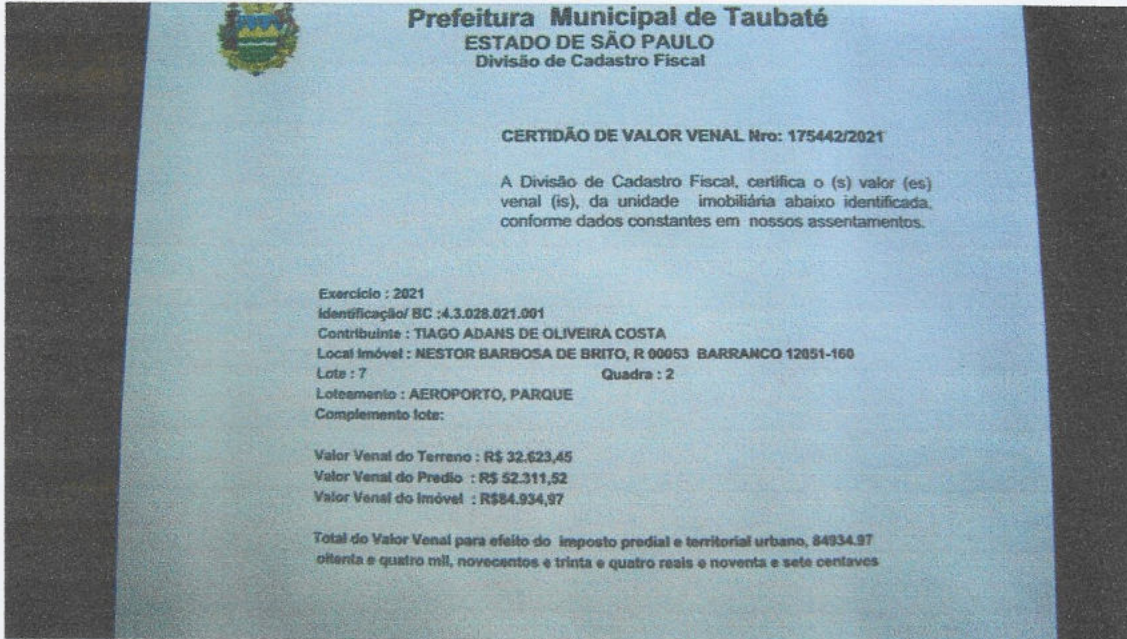 Prefeitura Municipal de Taubaté
ESTADO DE SÃO PAULO
Divisão de Cadastro Fiscal
CERTIDÃO DE VALOR VENAL Nro: 175442/2021
A Divisão de Cadastro Fiscal, certifica o (s) valor (es)
venal (is), da unidade imobiliária abaixo identificada,
conforme dados constantes em nossos assentamentos.
Exercício : 2021
Identificação/ BC :4.3.028.021.001
Contribuinte : TIAGO ADANS DE OLIVEIRA COSTA
Local Imóvel : NESTOR BARBOSA DE BRITO, R 00053 BARRANCO 12051-160
Lote : 7 Quadra : 2
Loteamento : AEROPORTO, PARQUE
Complemento lote:
Valor Venal do Terreno : R$ 32.623,45
Valor Venal do Predio : R$ 52.311,52
Valor Venal do Imóvel : R$84.934,97
Total do Valor Venal para efeito do imposto predial e territorial urbano, 84934.97
oitenta e quatro mil, novecentos e trinta e quatro reais e noventa e sete centavos